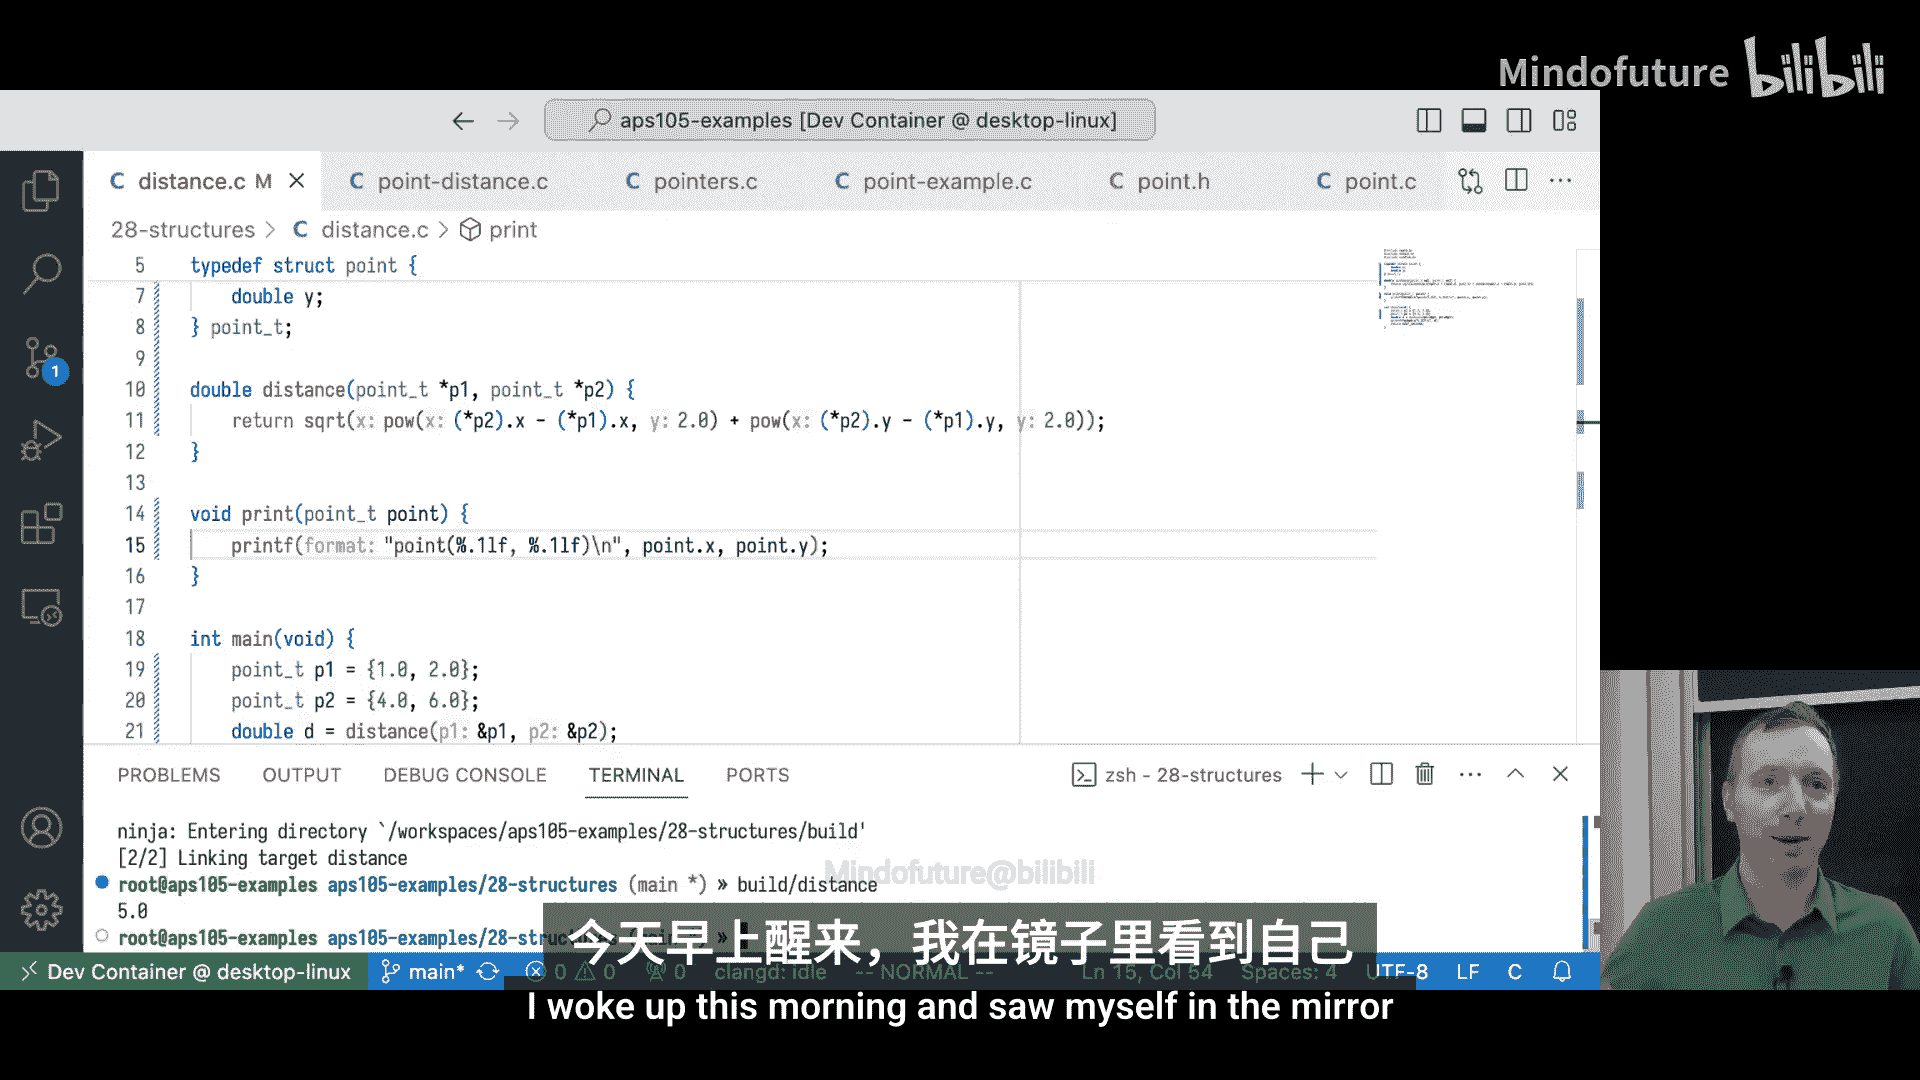 Mindofuture bilibili
aps105-examples [Dev Container @ desktop-linux]
C distance.c M C point-distance.c C pointers.c C point-example.c C point.h C point.c
28-structures > C distance.c > print
5 typedef struct point {
7 double y;
8 } point_t;
9
10 double distance(point_t *p1, point_t *p2) {
11 return sqrt(x: pow(x: (*p2).x - (*p1).x, y: 2.0) + pow(x: (*p2).y - (*p1).y, y: 2.0));
12 }
13
14 void print(point_t point) {
15 printf(format: "point(%.1lf, %.1lf)\n", point.x, point.y);
16 }
17
18 int main(void) {
19 point_t p1 = {1.0, 2.0};
20 point_t p2 = {4.0, 6.0};
21 double d = distance(p1: &p1, p2: &p2);
1
PROBLEMS OUTPUT DEBUG CONSOLE TERMINAL PORTS zsh - 28-structures
ninja: Entering directory `/workspaces/aps105-examples/28-structures/build'
[2/2] Linking target distance
Mindofuture@bilibili
root@aps105-examples aps105-examples/28-structures (main *) » build/distance
5.0
root@aps105-examples aps105-examples/28-structures (main *) »
今天早上醒来，我在镜子里看到自己
Dev Container @ desktop-linux main* 0 0 0 clangd: idle -- NORMAL -- Ln 15, Col 54 Spaces: 4 UTF-8 LF C
I woke up this morning and saw myself in the mirror